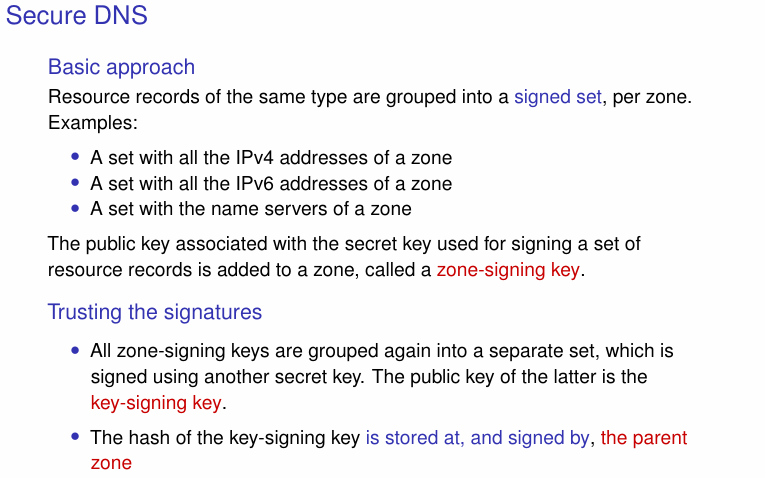 Secure DNS
Basic approach
Resource records of the same type are grouped into a signed set, per zone.
Examples:
• A set with all the IPv4 addresses of a zone
• A set with all the IPv6 addresses of a zone
• A set with the name servers of a zone
The public key associated with the secret key used for signing a set of
resource records is added to a zone, called a zone-signing key.
Trusting the signatures
• All zone-signing keys are grouped again into a separate set, which is
signed using another secret key. The public key of the latter is the
key-signing key.
• The hash of the key-signing key is stored at, and signed by, the parent
zone